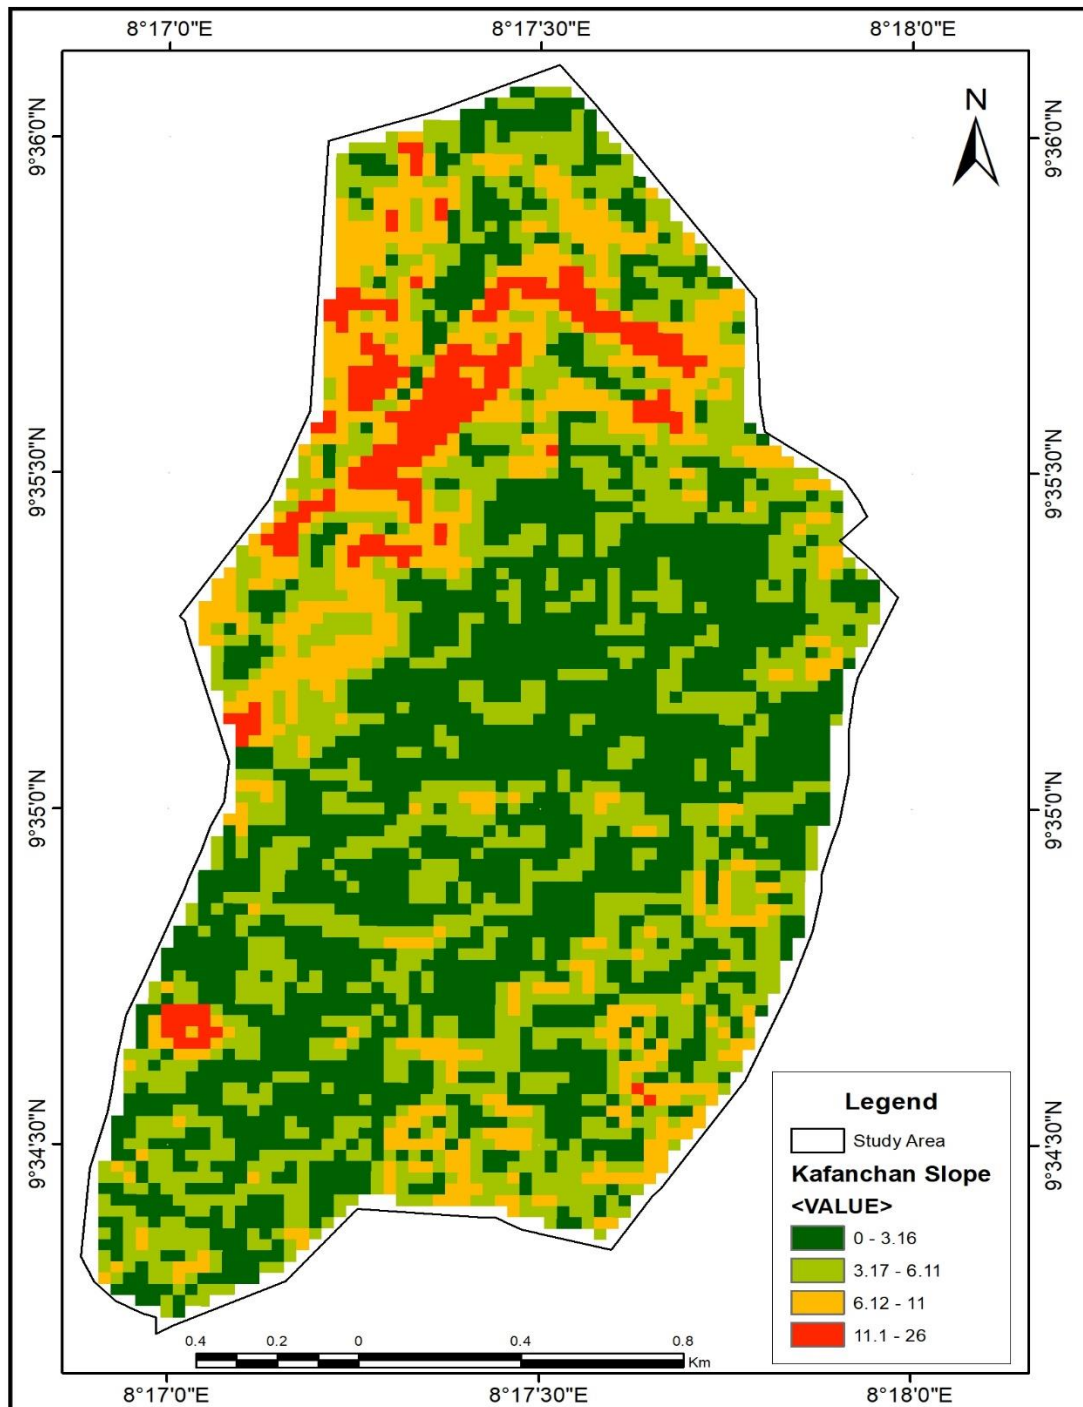 8°17'0"E 8°17'30"E 8°18'0"E
N
9°36'0"N 9°36'0"N
9°35'30"N 9°35'30"N
9°35'0"N 9°35'0"N
9°34'30"N 9°34'30"N
Legend
Study Area
Kafanchan Slope
<VALUE>
0 - 3.16
3.17 - 6.11
6.12 - 11
11.1 - 26
0.4 0.2 0 0.4 0.8
Km
8°17'0"E 8°17'30"E 8°18'0"E